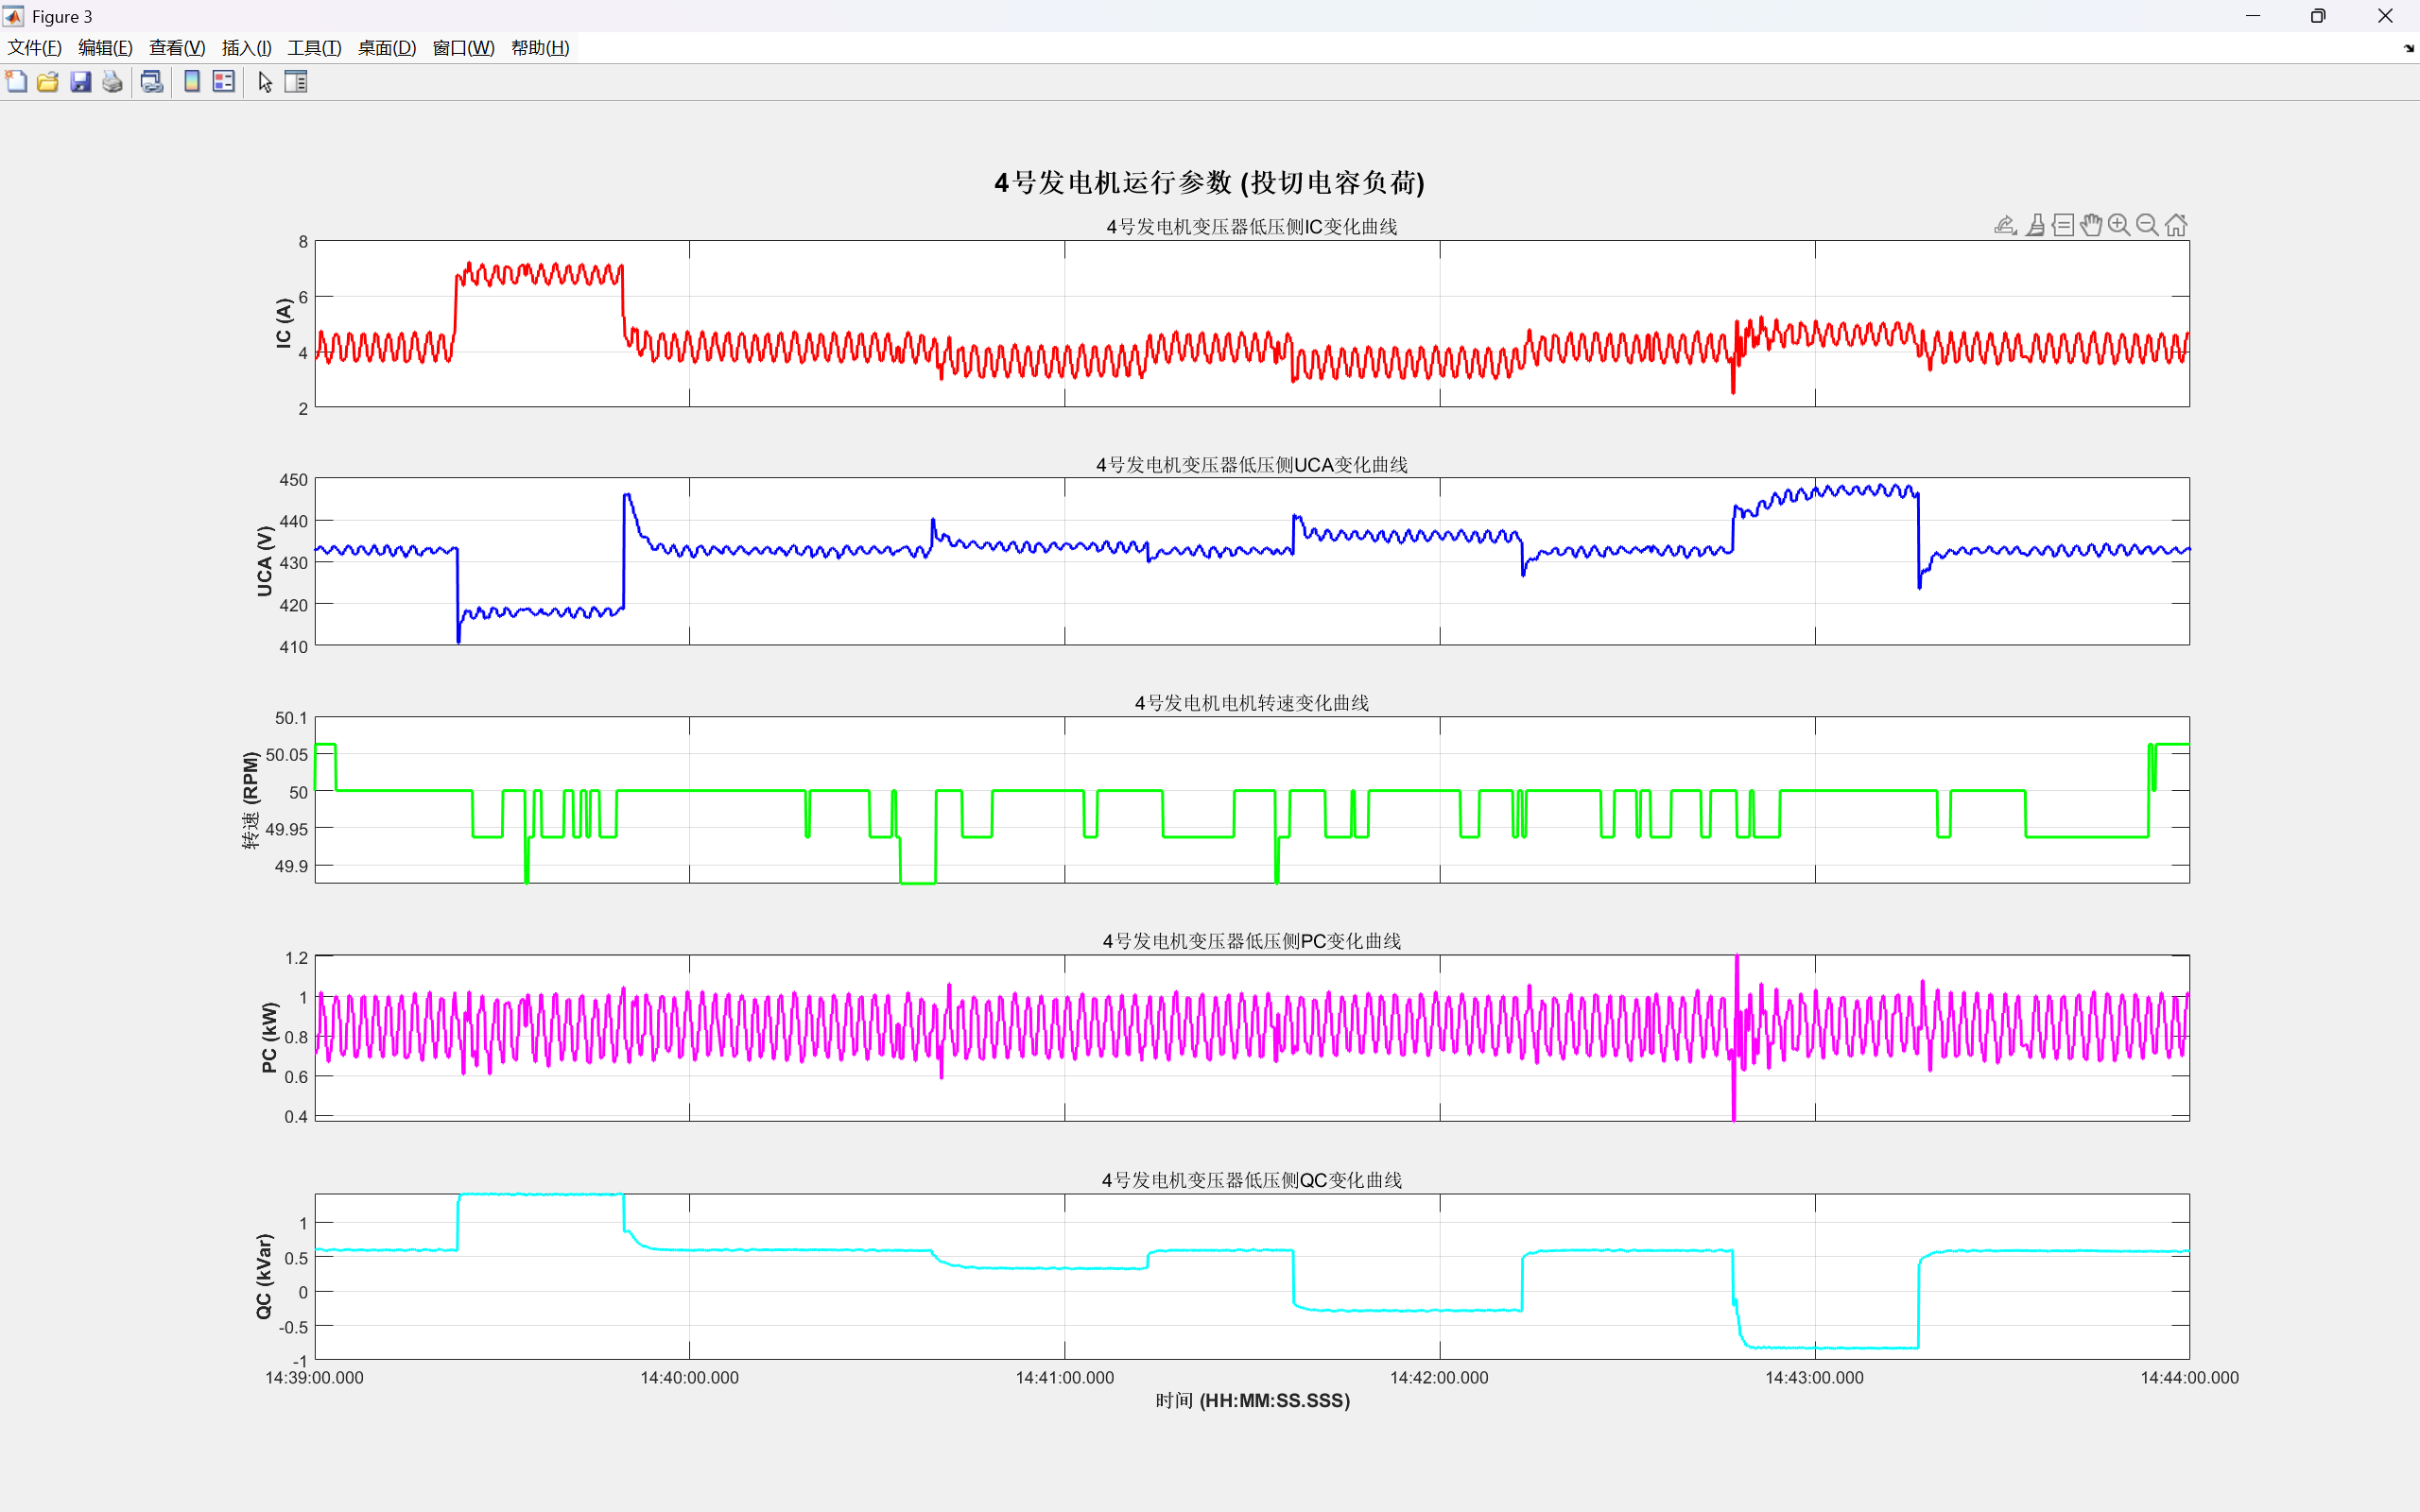 Figure 3
文件(F) 编辑(E) 查看(V) 插入(I) 工具(T) 桌面(D) 窗口(W) 帮助(H)
4号发电机运行参数 (投切电容负荷)
4号发电机变压器低压侧IC变化曲线
IC (A)
8
6
4
2
4号发电机变压器低压侧UCA变化曲线
UCA (V)
450
440
430
420
410
4号发电机电机转速变化曲线
转速 (RPM)
50.1
50.05
50
49.95
49.9
4号发电机变压器低压侧PC变化曲线
PC (kW)
1.2
1
0.8
0.6
0.4
4号发电机变压器低压侧QC变化曲线
QC (kVar)
1
0.5
0
-0.5
-1
14:39:00.000 14:40:00.000 14:41:00.000 14:42:00.000 14:43:00.000 14:44:00.000
时间 (HH:MM:SS.SSS)